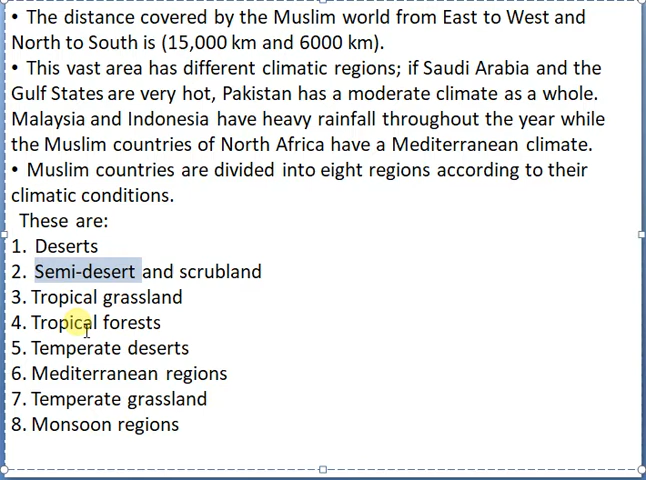 • The distance covered by the Muslim world from East to West and
North to South is (15,000 km and 6000 km).
• This vast area has different climatic regions; if Saudi Arabia and the
Gulf States are very hot, Pakistan has a moderate climate as a whole.
Malaysia and Indonesia have heavy rainfall throughout the year while
the Muslim countries of North Africa have a Mediterranean climate.
• Muslim countries are divided into eight regions according to their
climatic conditions.
These are:
1. Deserts
2. Semi-desert and scrubland
3. Tropical grassland
4. Tropical forests
5. Temperate deserts
6. Mediterranean regions
7. Temperate grassland
8. Monsoon regions